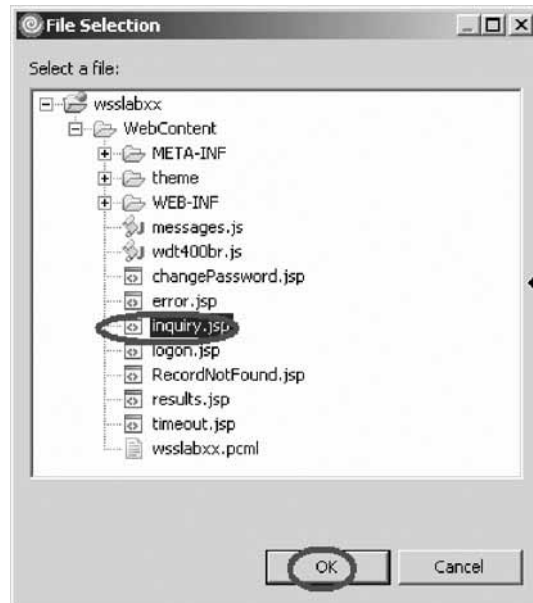 File Selection
Select a file:
wsslabxx
WebContent
META-INF
theme
WEB-INF
messages.js
wdt400br.js
changePassword.jsp
error.jsp
inquiry.jsp
logon.jsp
RecordNotFound.jsp
results.jsp
timeout.jsp
wsslabxx.pcml
OK Cancel